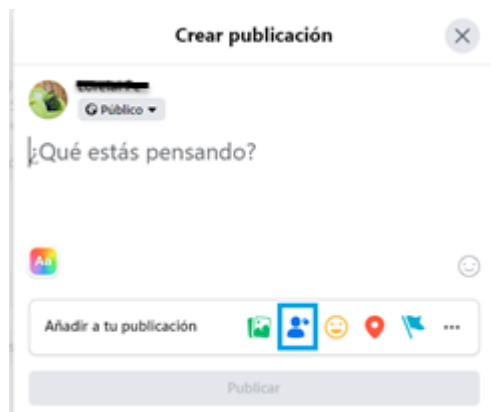 Crear publicación
Público
¿Qué estás pensando?
Aa
Añadir a tu publicación
Publicar